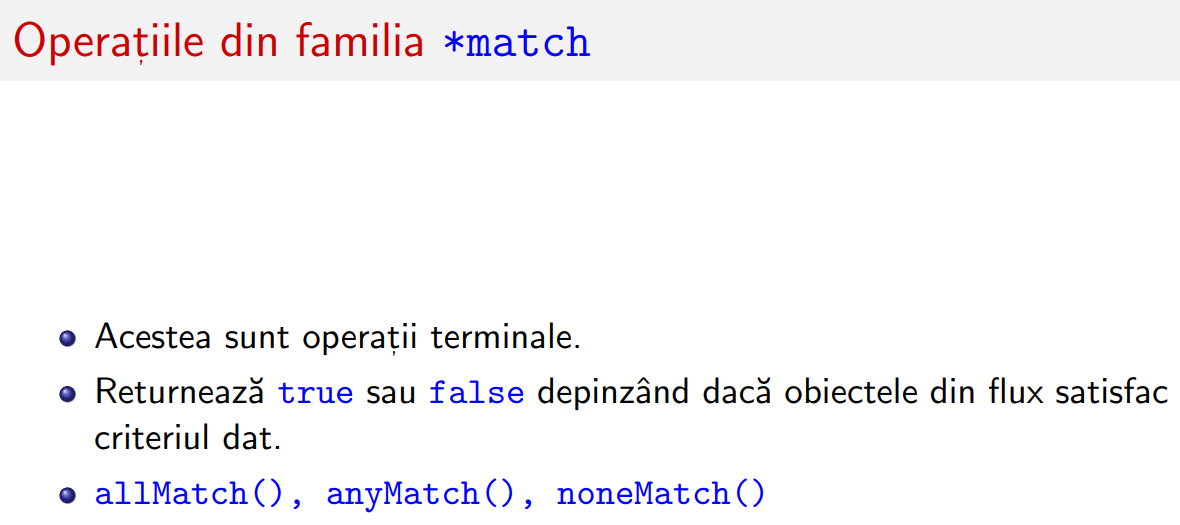 Operațiile din familia *match
Acestea sunt operații terminale.
Returnează true sau false depinzând dacă obiectele din flux satisfac
criteriul dat.
allMatch(), anyMatch(), noneMatch()